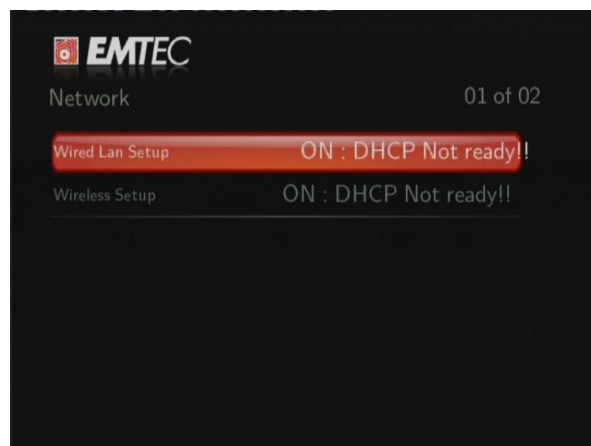 EMTEC
Network 01 of 02
Wired Lan Setup ON : DHCP Not ready!!
Wireless Setup ON : DHCP Not ready!!